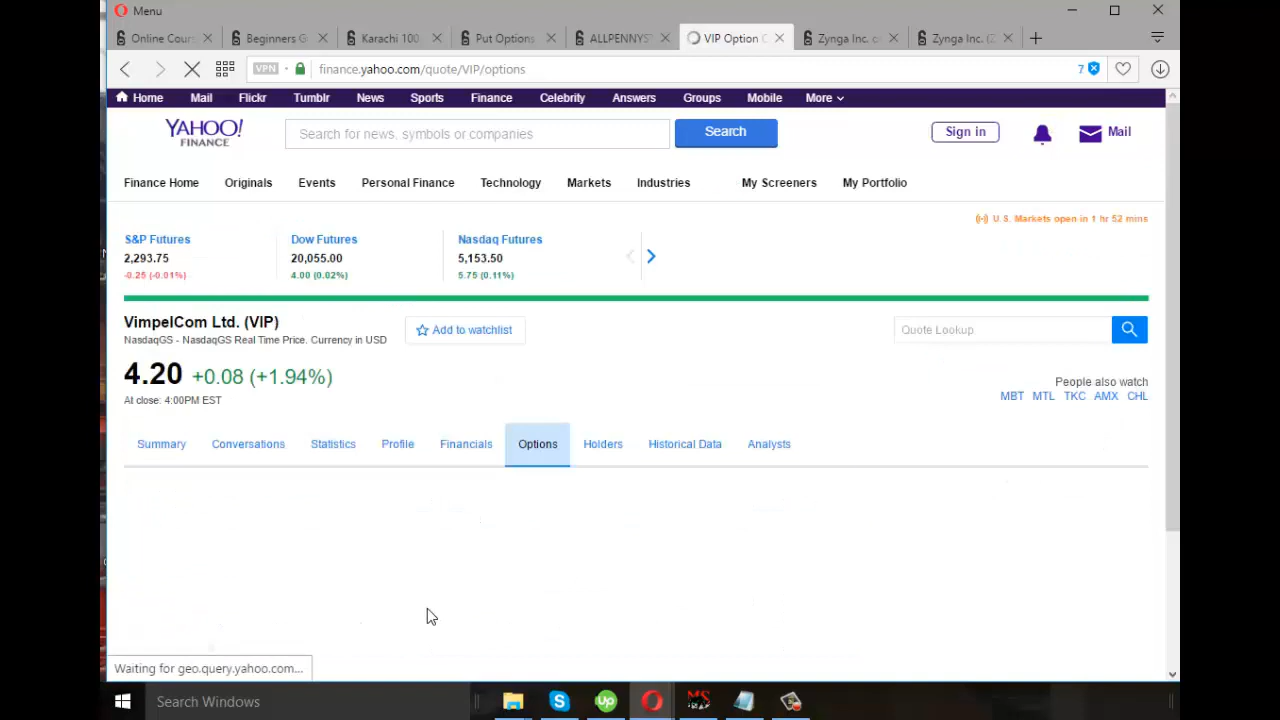 Menu
Online Cours
Beginners G
Karachi 100
Put Options
ALLPENNYST
VIP Option C
Zynga Inc. o
Zynga Inc. (Z
VPN
finance.yahoo.com/quote/VIP/options
7
Home Mail Flickr Tumblr News Sports Finance Celebrity Answers Groups Mobile More
YAHOO!
FINANCE
Search for news, symbols or companies
Search
Sign in
Mail
Finance Home Originals Events Personal Finance Technology Markets Industries My Screeners My Portfolio
U.S. Markets open in 1 hr 52 mins
S&P Futures
2,293.75
-0.25 (-0.01%)
Dow Futures
20,055.00
4.00 (0.02%)
Nasdaq Futures
5,153.50
5.75 (0.11%)
VimpelCom Ltd. (VIP)
NasdaqGS - NasdaqGS Real Time Price. Currency in USD
Add to watchlist
Quote Lookup
4.20 +0.08 (+1.94%)
At close: 4:00PM EST
People also watch
MBT MTL TKC AMX CHL
Summary Conversations Statistics Profile Financials Options Holders Historical Data Analysts
Waiting for geo.query.yahoo.com...
Search Windows
Up